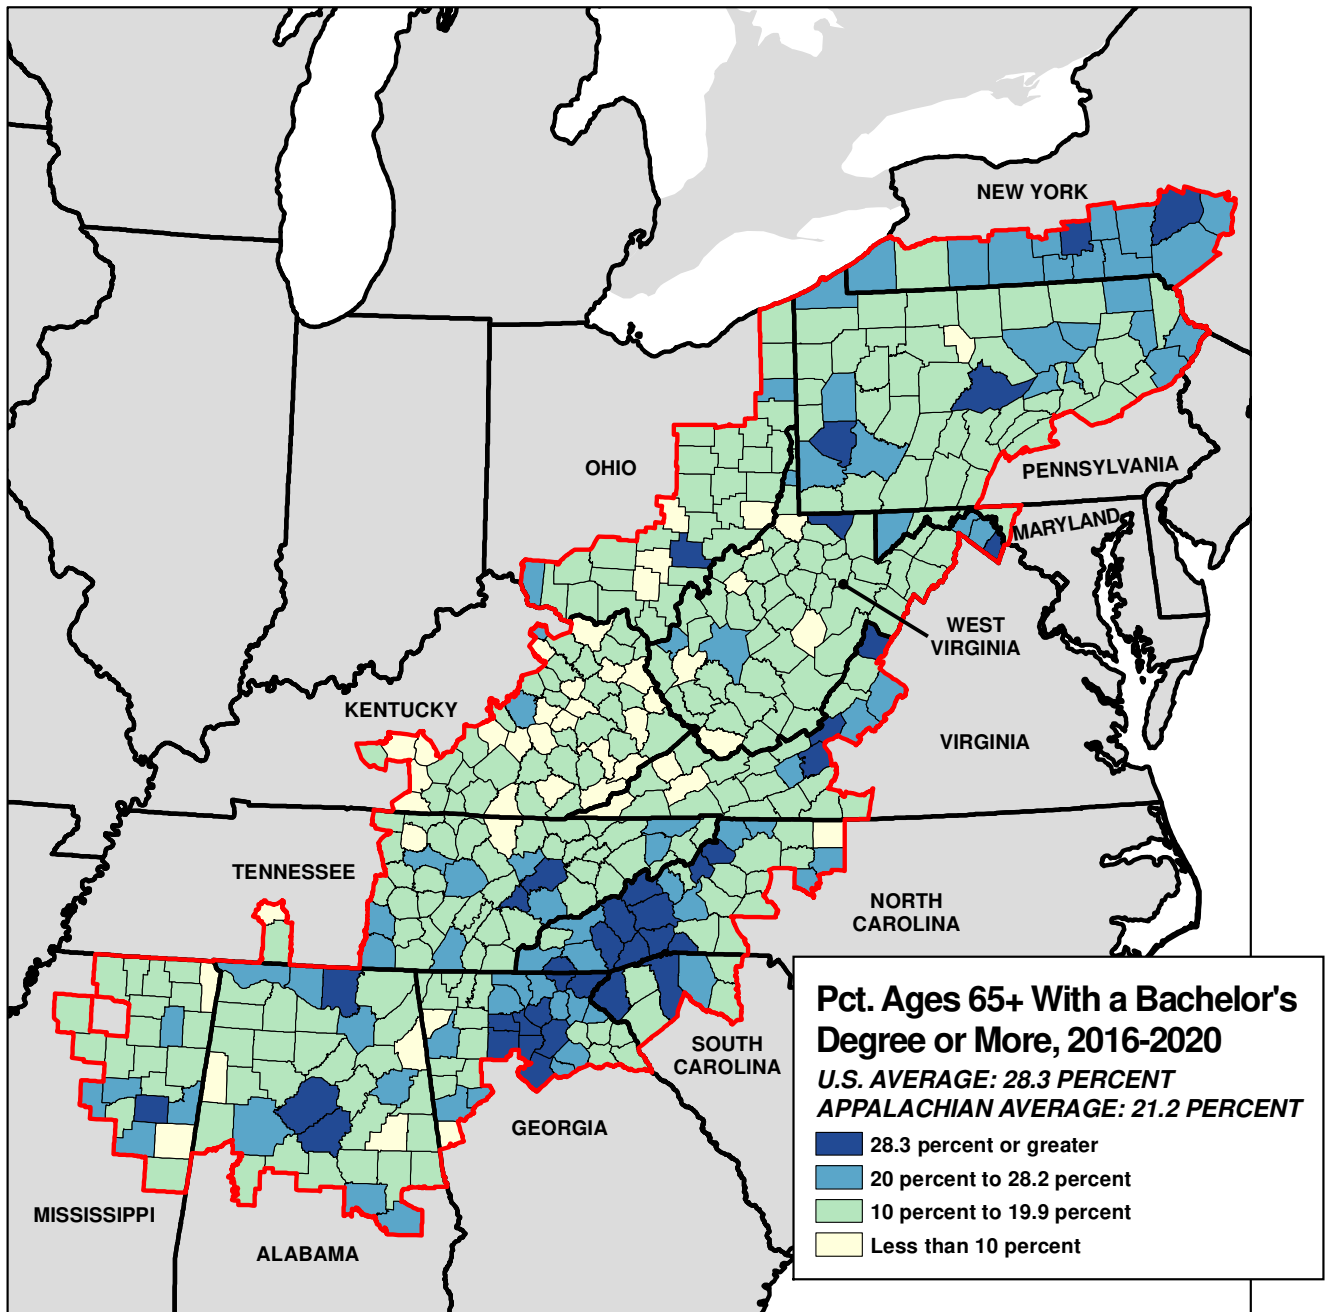 NEW YORK
OHIO
PENNSYLVANIA
MARYLAND
WEST
VIRGINIA
KENTUCKY
VIRGINIA
TENNESSEE
NORTH
CAROLINA
SOUTH
CAROLINA
GEORGIA
MISSISSIPPI
ALABAMA
Pct. Ages 65+ With a Bachelor's
Degree or More, 2016-2020
U.S. AVERAGE: 28.3 PERCENT
APPALACHIAN AVERAGE: 21.2 PERCENT
28.3 percent or greater
20 percent to 28.2 percent
10 percent to 19.9 percent
Less than 10 percent